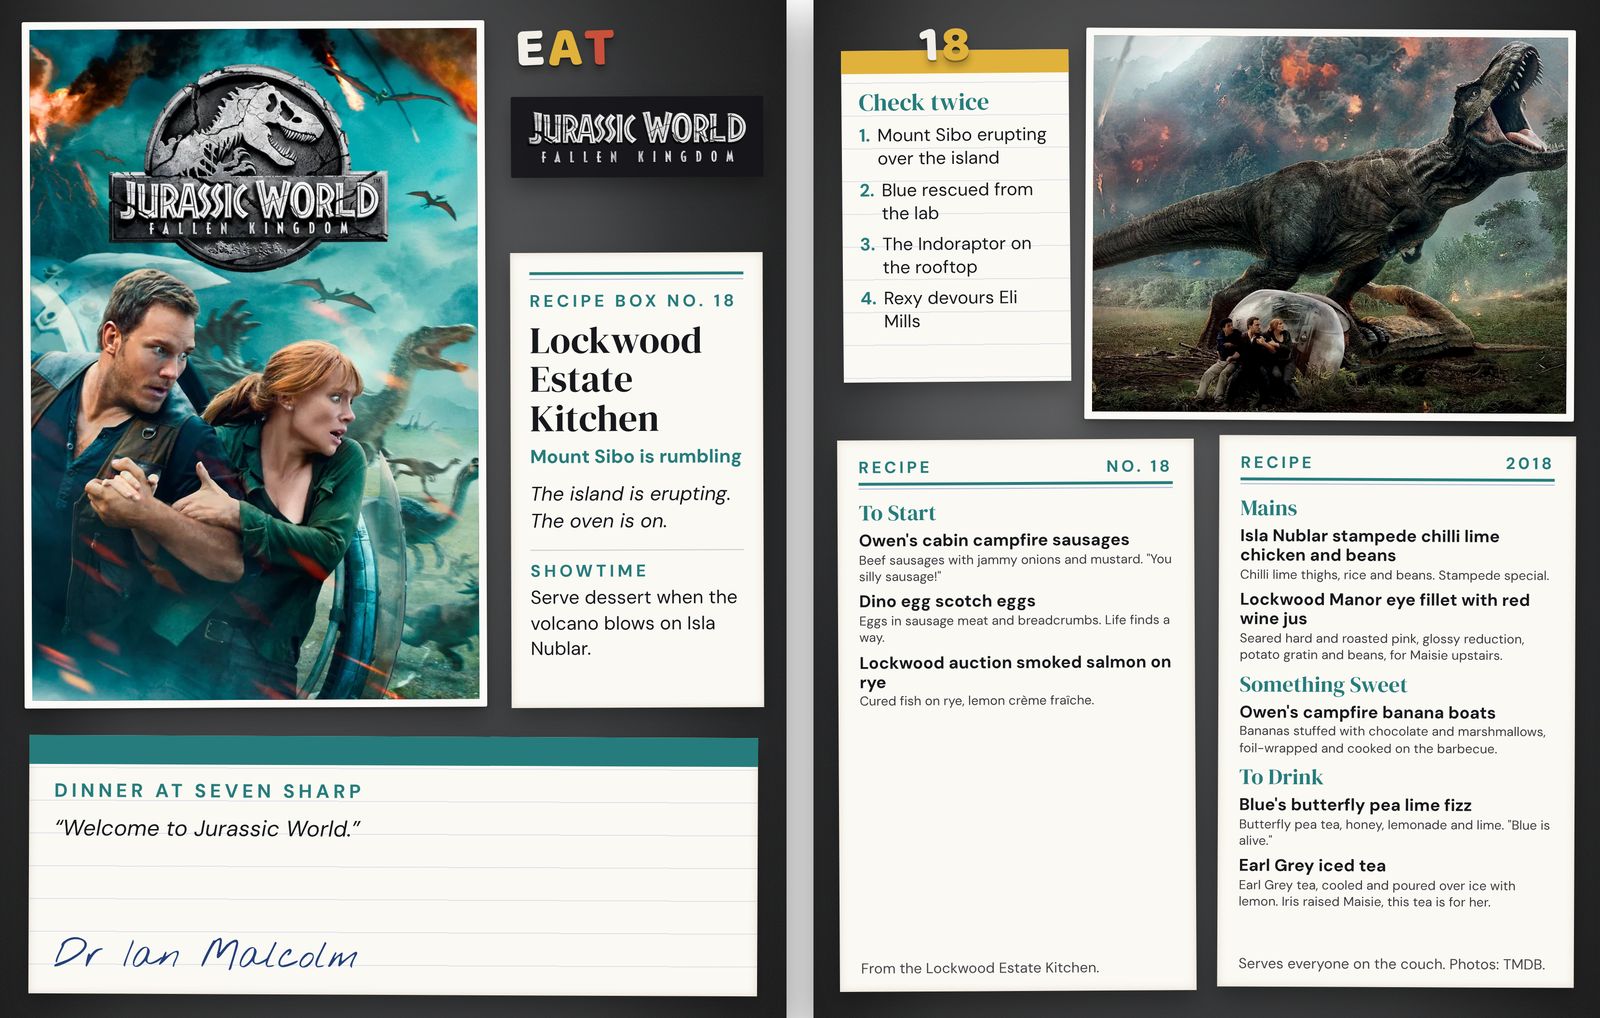 JURASSIC WORLD
FALLEN KINGDOM
EAT
JURASSIC WORLD
FALLEN KINGDOM
RECIPE BOX NO. 18
Lockwood
Estate
Kitchen
Mount Sibo is rumbling
The island is erupting.
The oven is on.
SHOWTIME
Serve dessert when the
volcano blows on Isla
Nublar.
DINNER AT SEVEN SHARP
“Welcome to Jurassic World.”
Dr Ian Malcolm
18
Check twice
1. Mount Sibo erupting
over the island
2. Blue rescued from
the lab
3. The Indoraptor on
the rooftop
4. Rexy devours Eli
Mills
RECIPE NO. 18
To Start
Owen's cabin campfire sausages
Beef sausages with jammy onions and mustard. "You
silly sausage!"
Dino egg scotch eggs
Eggs in sausage meat and breadcrumbs. Life finds a
way.
Lockwood auction smoked salmon on
rye
Cured fish on rye, lemon crème fraîche.
From the Lockwood Estate Kitchen.
RECIPE 2018
Mains
Isla Nublar stampede chilli lime
chicken and beans
Chilli lime thighs, rice and beans. Stampede special.
Lockwood Manor eye fillet with red
wine jus
Seared hard and roasted pink, glossy reduction,
potato gratin and beans, for Maisie upstairs.
Something Sweet
Owen's campfire banana boats
Bananas stuffed with chocolate and marshmallows,
foil-wrapped and cooked on the barbecue.
To Drink
Blue's butterfly pea lime fizz
Butterfly pea tea, honey, lemonade and lime. "Blue is
alive."
Earl Grey iced tea
Earl Grey tea, cooled and poured over ice with
lemon. Iris raised Maisie, this tea is for her.
Serves everyone on the couch. Photos: TMDB.